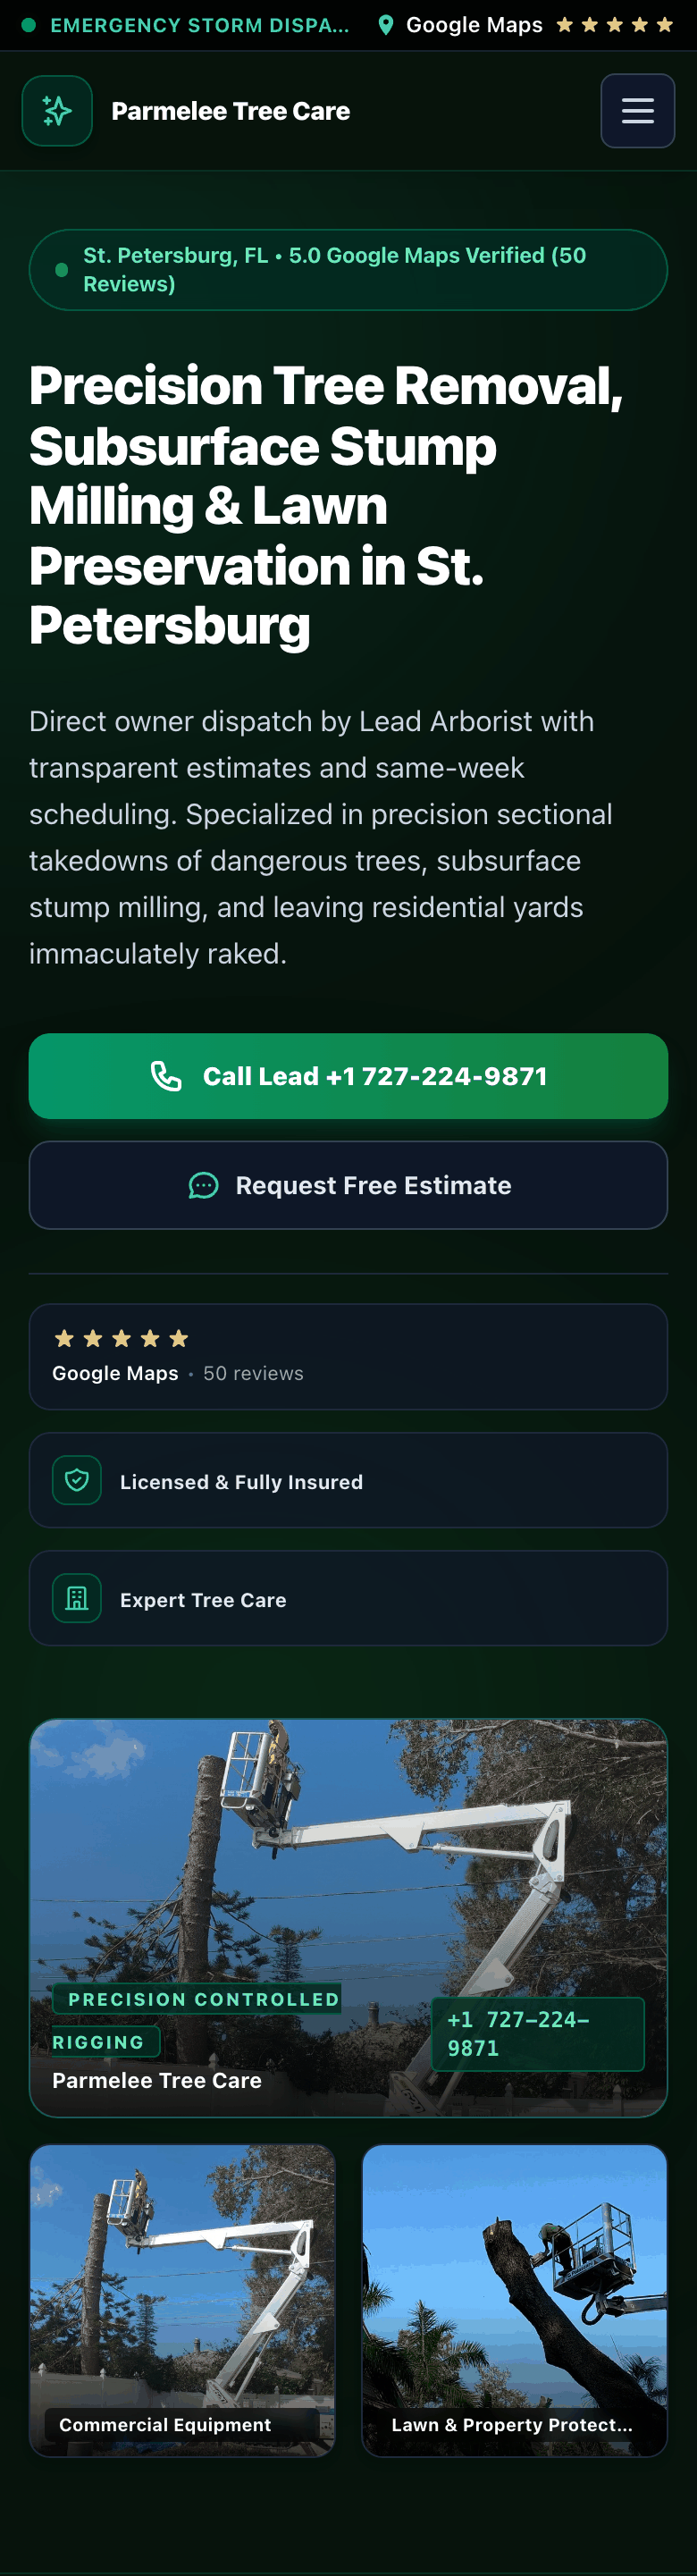 EMERGENCY STORM DISPA... Google Maps
Parmelee Tree Care
St. Petersburg, FL • 5.0 Google Maps Verified (50
Reviews)
Precision Tree Removal,
Subsurface Stump
Milling & Lawn
Preservation in St.
Petersburg
Direct owner dispatch by Lead Arborist with
transparent estimates and same-week
scheduling. Specialized in precision sectional
takedowns of dangerous trees, subsurface
stump milling, and leaving residential yards
immaculately raked.
Call Lead +1 727-224-9871
Request Free Estimate
Google Maps • 50 reviews
Licensed & Fully Insured
Expert Tree Care
PRECISION CONTROLLED
RIGGING
Parmelee Tree Care
+1 727-224-
9871
Commercial Equipment
Lawn & Property Protect...